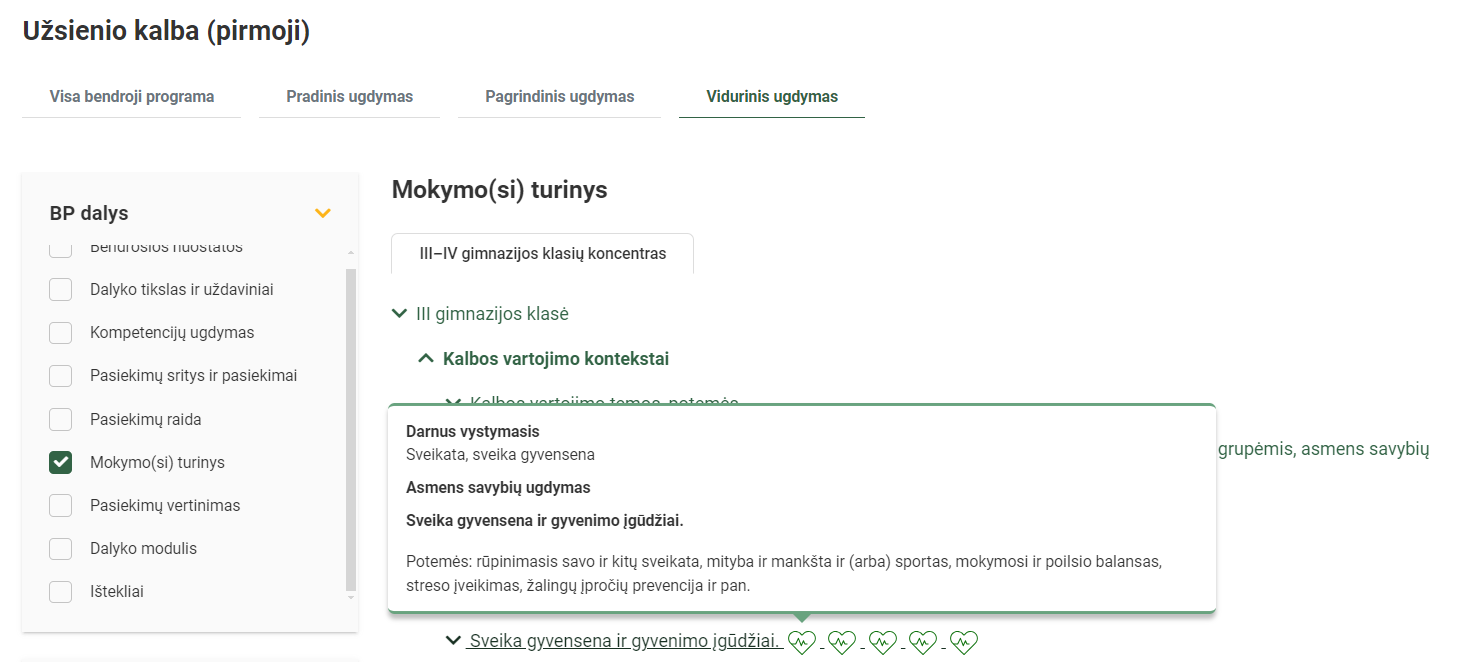 Užsienio kalba (pirmoji)
Visa bendroji programa
Pradinis ugdymas
Pagrindinis ugdymas
Vidurinis ugdymas
BP dalys
Bendrosios nuostatos
Dalyko tikslas ir uždaviniai
Kompetencijų ugdymas
Pasiekimų sritys ir pasiekimai
Pasiekimų raida
Mokymo(si) turinys
Pasiekimų vertinimas
Dalyko modulis
Ištekliai
Mokymo(si) turinys
III–IV gimnazijos klasių koncentras
III gimnazijos klasė
Kalbos vartojimo kontekstai
Kalbos vartojimo temos, potemės
grupėmis, asmens savybių
Darnus vystymasis
Sveikata, sveika gyvensena
Asmens savybių ugdymas
Sveika gyvensena ir gyvenimo įgūdžiai.
Potemės: rūpinimasis savo ir kitų sveikata, mityba ir mankšta ir (arba) sportas, mokymosi ir poilsio balansas,
streso įveikimas, žalingų įpročių prevencija ir pan.
Sveika gyvensena ir gyvenimo įgūdžiai.